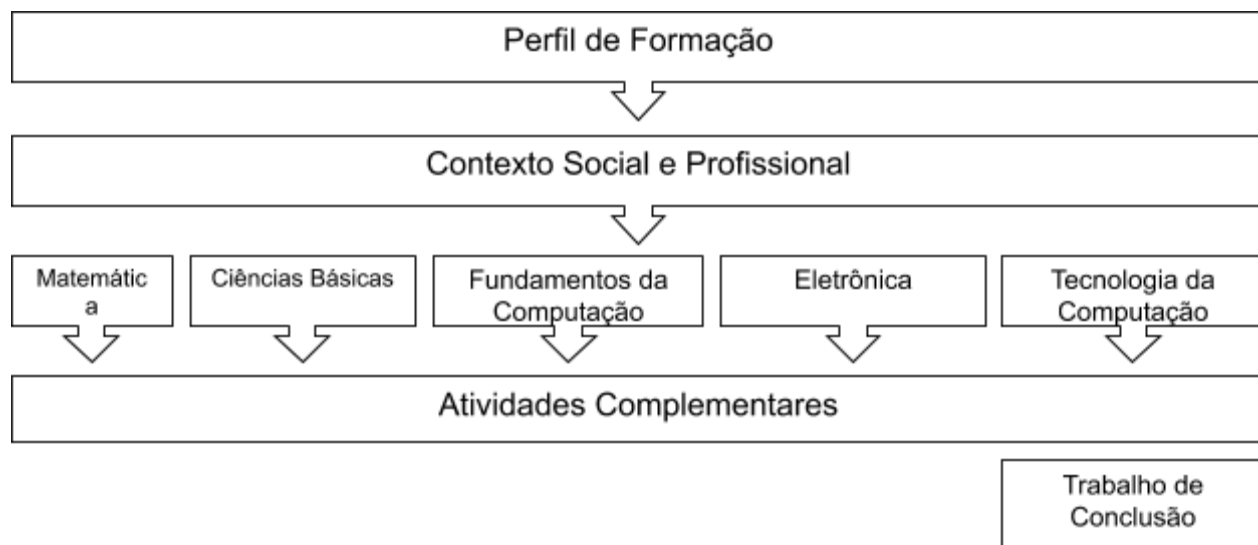 Perfil de Formação
Contexto Social e Profissional
Matemátic
a
Ciências Básicas
Fundamentos da
Computação
Eletrônica
Tecnologia da
Computação
Atividades Complementares
Trabalho de
Conclusão